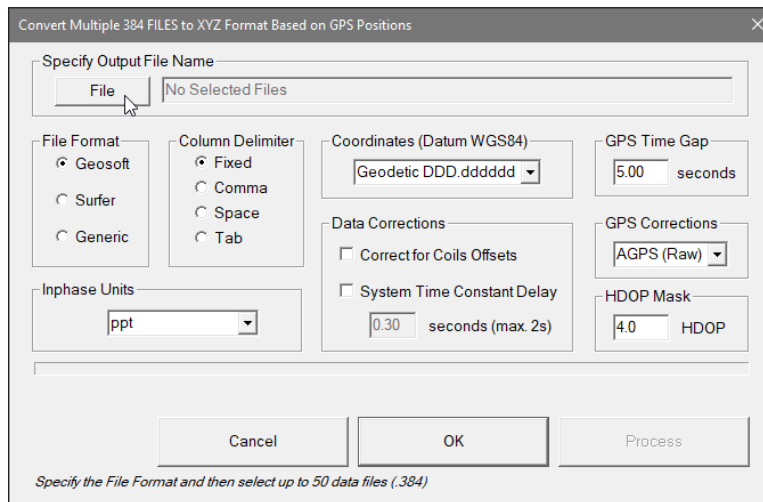 Convert Multiple 384 FILES to XYZ Format Based on GPS Positions
Specify Output File Name
File
No Selected Files
File Format
Geosoft
Surfer
Generic
Column Delimiter
Fixed
Comma
Space
Tab
Coordinates (Datum WGS84)
Geodetic DDD.dddddd
GPS Time Gap
5.00 seconds
Data Corrections
Correct for Coils Offsets
System Time Constant Delay
0.30 seconds (max. 2s)
GPS Corrections
AGPS (Raw)
Inphase Units
ppt
HDOP Mask
4.0 HDOP
Cancel
OK
Process
Specify the File Format and then select up to 50 data files (.384)